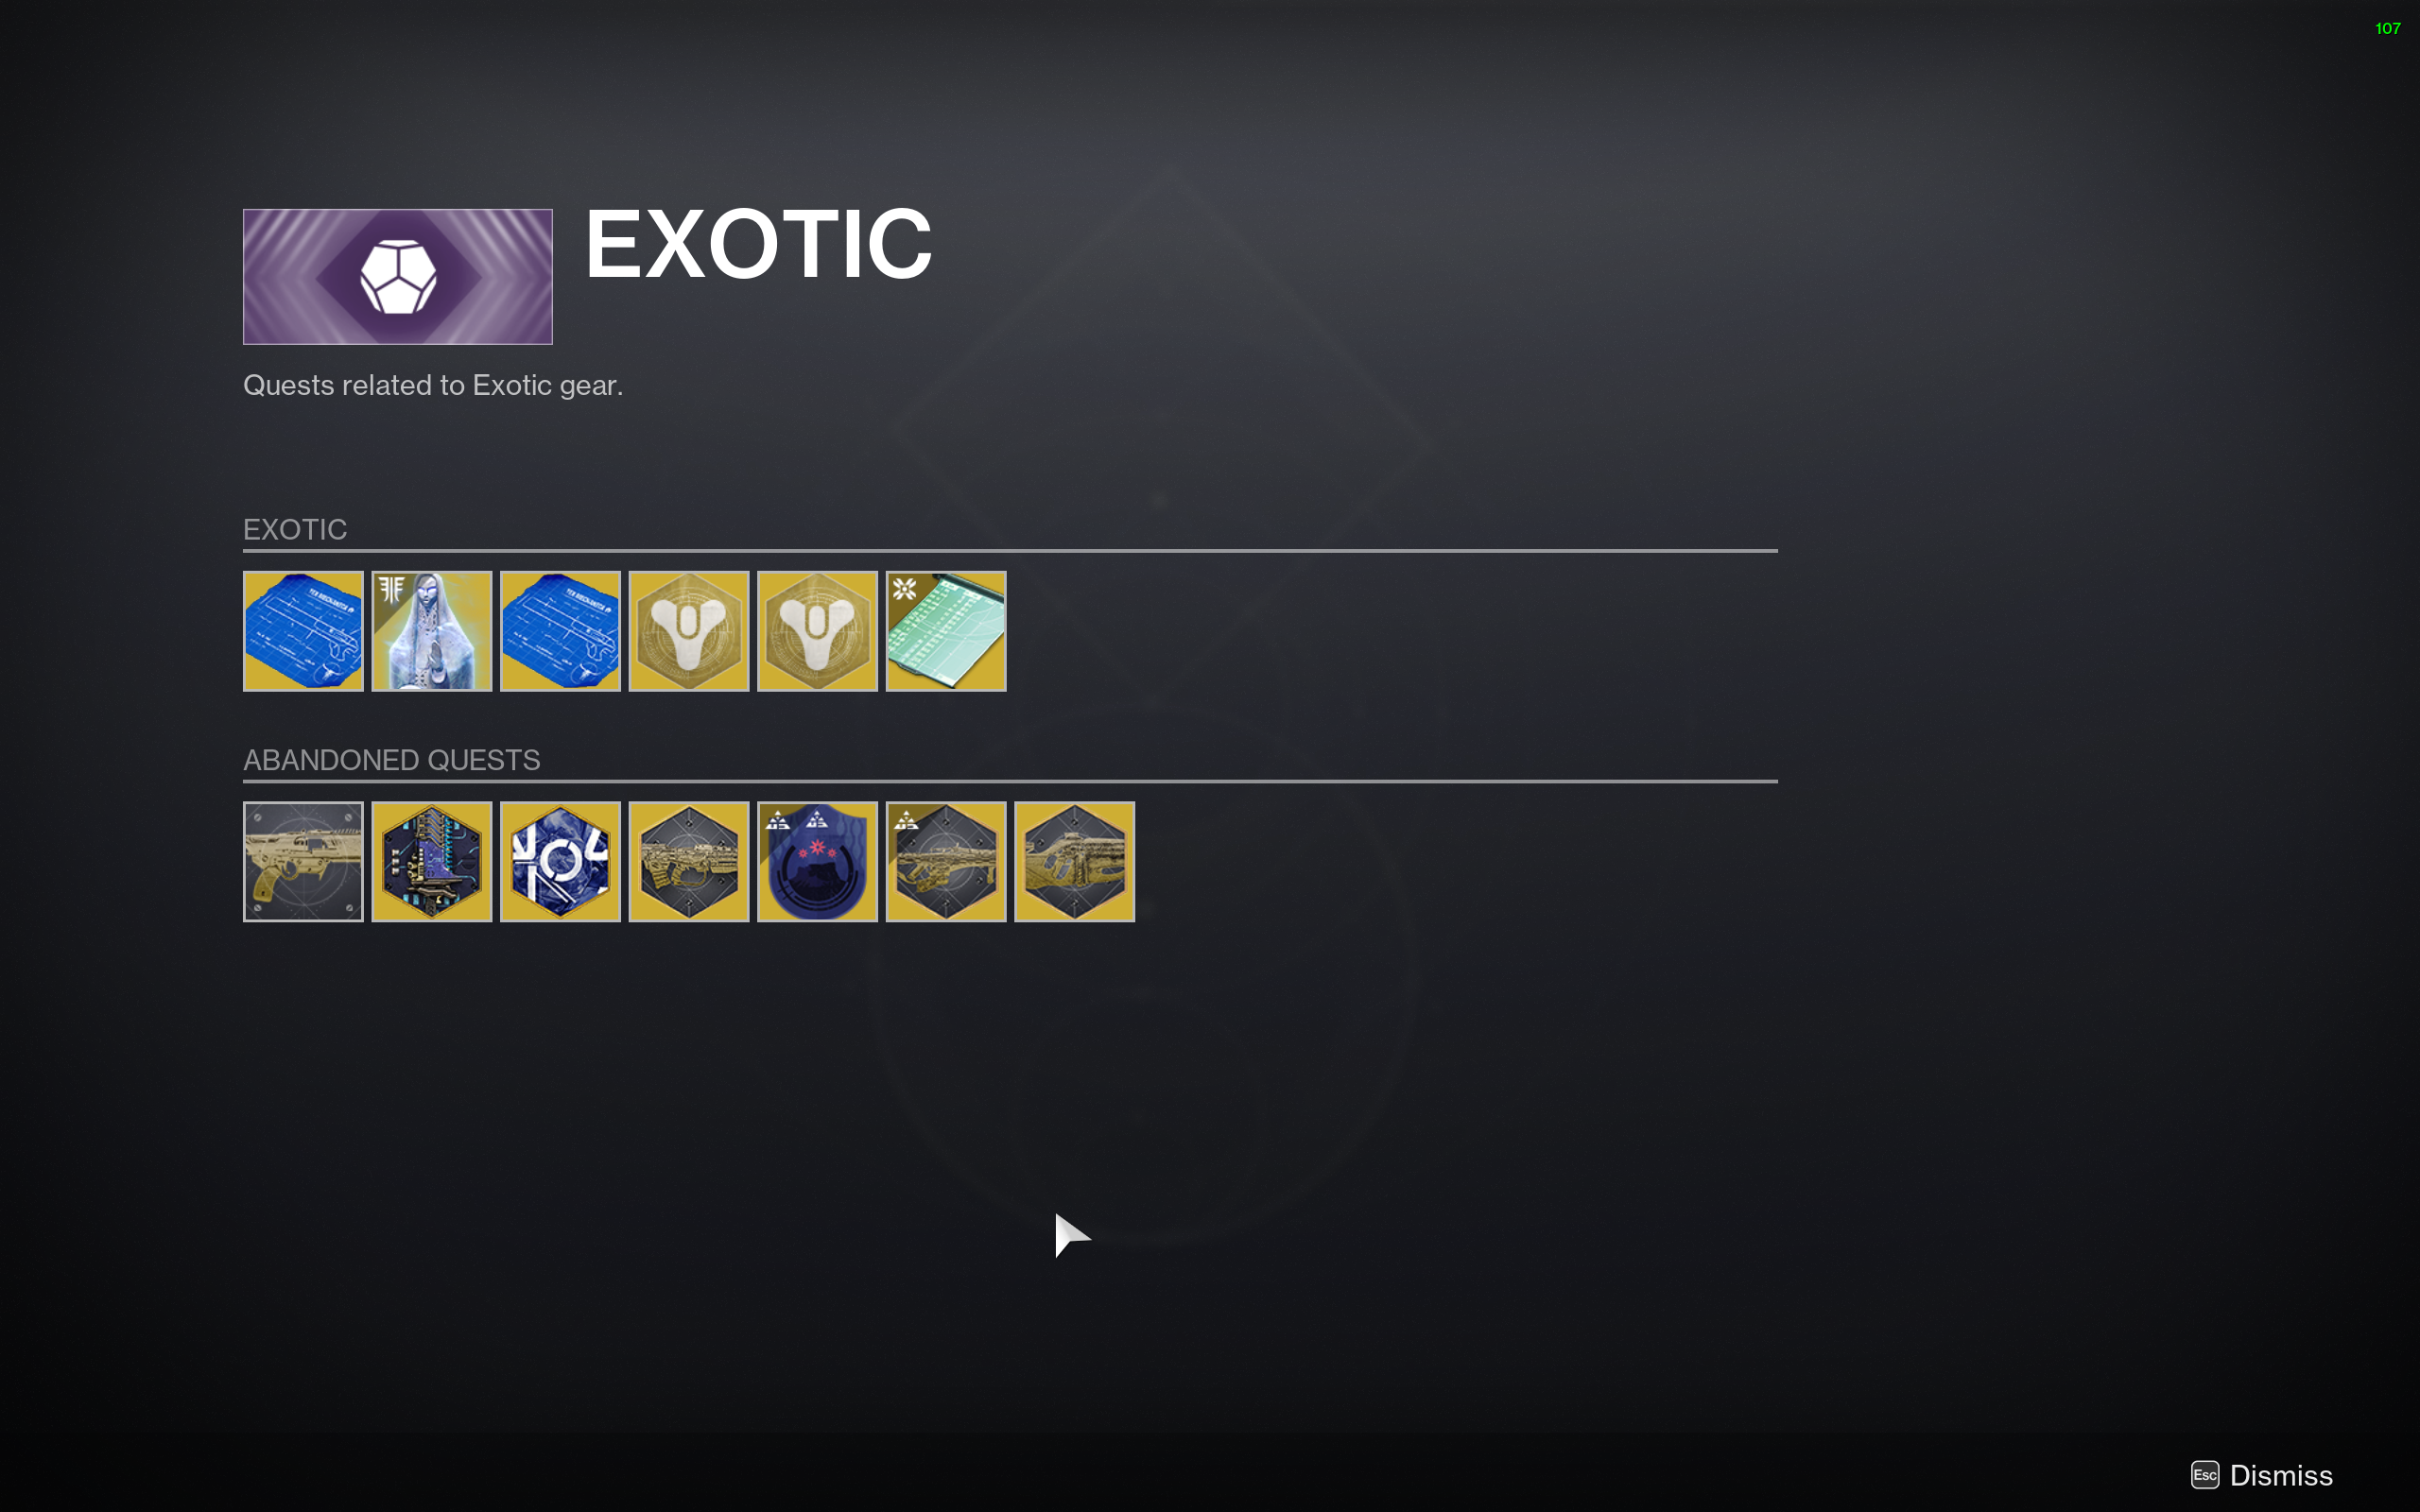 107
EXOTIC
Quests related to Exotic gear.
EXOTIC
ABANDONED QUESTS
Esc Dismiss